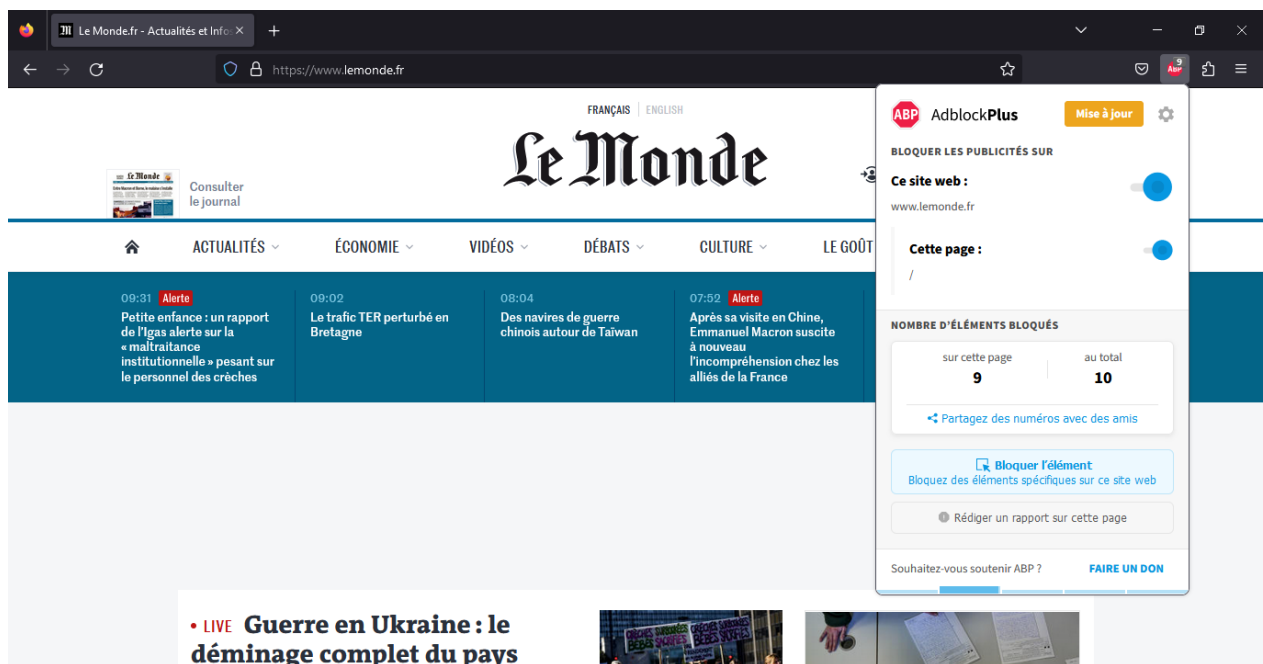 Le Monde.fr - Actualités et Info
https://www.lemonde.fr
9
ABP
FRANÇAIS | ENGLISH
Le Monde
Le Monde
Consulter
le journal
ACTUALITÉS
ÉCONOMIE
VIDÉOS
DÉBATS
CULTURE
LE GOÛT
09:31 Alerte
Petite enfance : un rapport
de l'Igas alerte sur la
« maltraitance
institutionnelle » pesant sur
le personnel des crèches
09:02
Le trafic TER perturbé en
Bretagne
08:04
Des navires de guerre
chinois autour de Taïwan
07:52 Alerte
Après sa visite en Chine,
Emmanuel Macron suscite
à nouveau
l'incompréhension chez les
alliés de la France
• LIVE Guerre en Ukraine : le
déminage complet du pays
ABP AdblockPlus
Mise à jour
BLOQUER LES PUBLICITÉS SUR
Ce site web :
www.lemonde.fr
Cette page :
/
NOMBRE D'ÉLÉMENTS BLOQUÉS
sur cette page
9
au total
10
Partagez des numéros avec des amis
Bloquer l'élément
Bloquez des éléments spécifiques sur ce site web
Rédiger un rapport sur cette page
Souhaitez-vous soutenir ABP ?
FAIRE UN DON